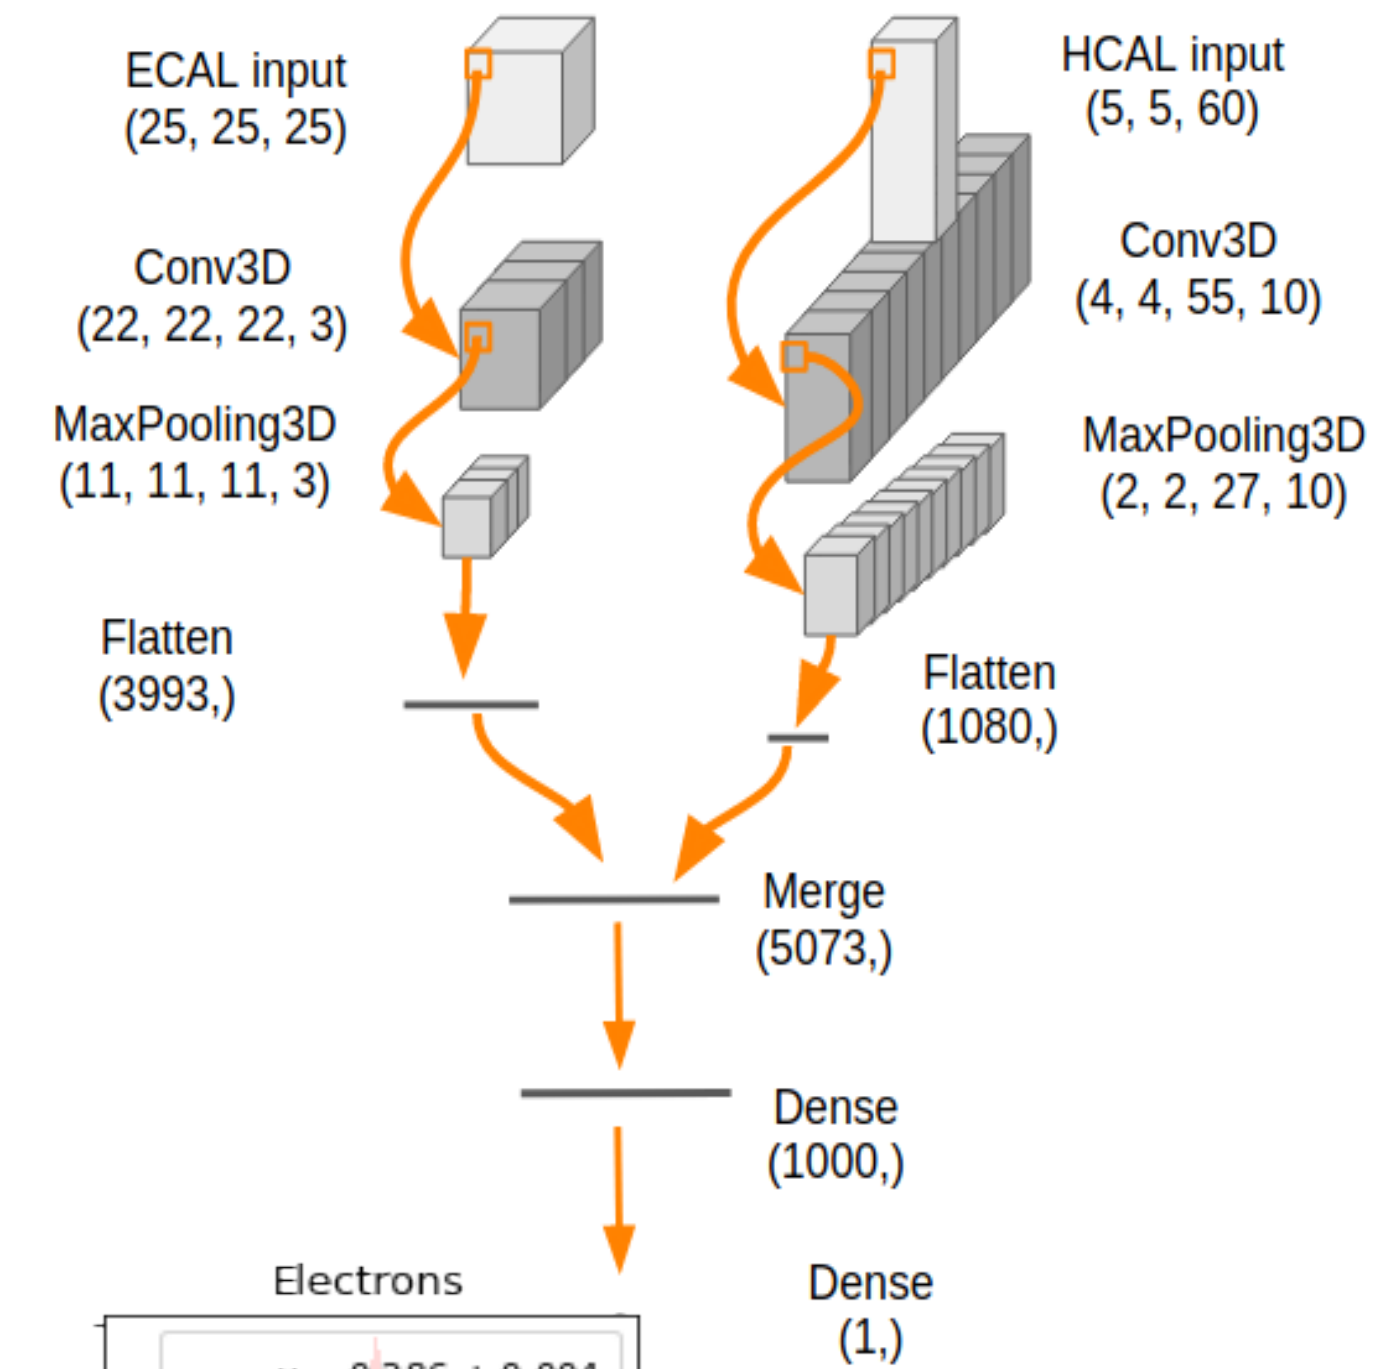 ECAL input
(25, 25, 25)
HCAL input
(5, 5, 60)
Conv3D
(22, 22, 22, 3)
Conv3D
(4, 4, 55, 10)
MaxPooling3D
(11, 11, 11, 3)
MaxPooling3D
(2, 2, 27, 10)
Flatten
(3993,)
Flatten
(1080,)
Merge
(5073,)
Dense
(1000,)
Electrons
Dense
(1,)